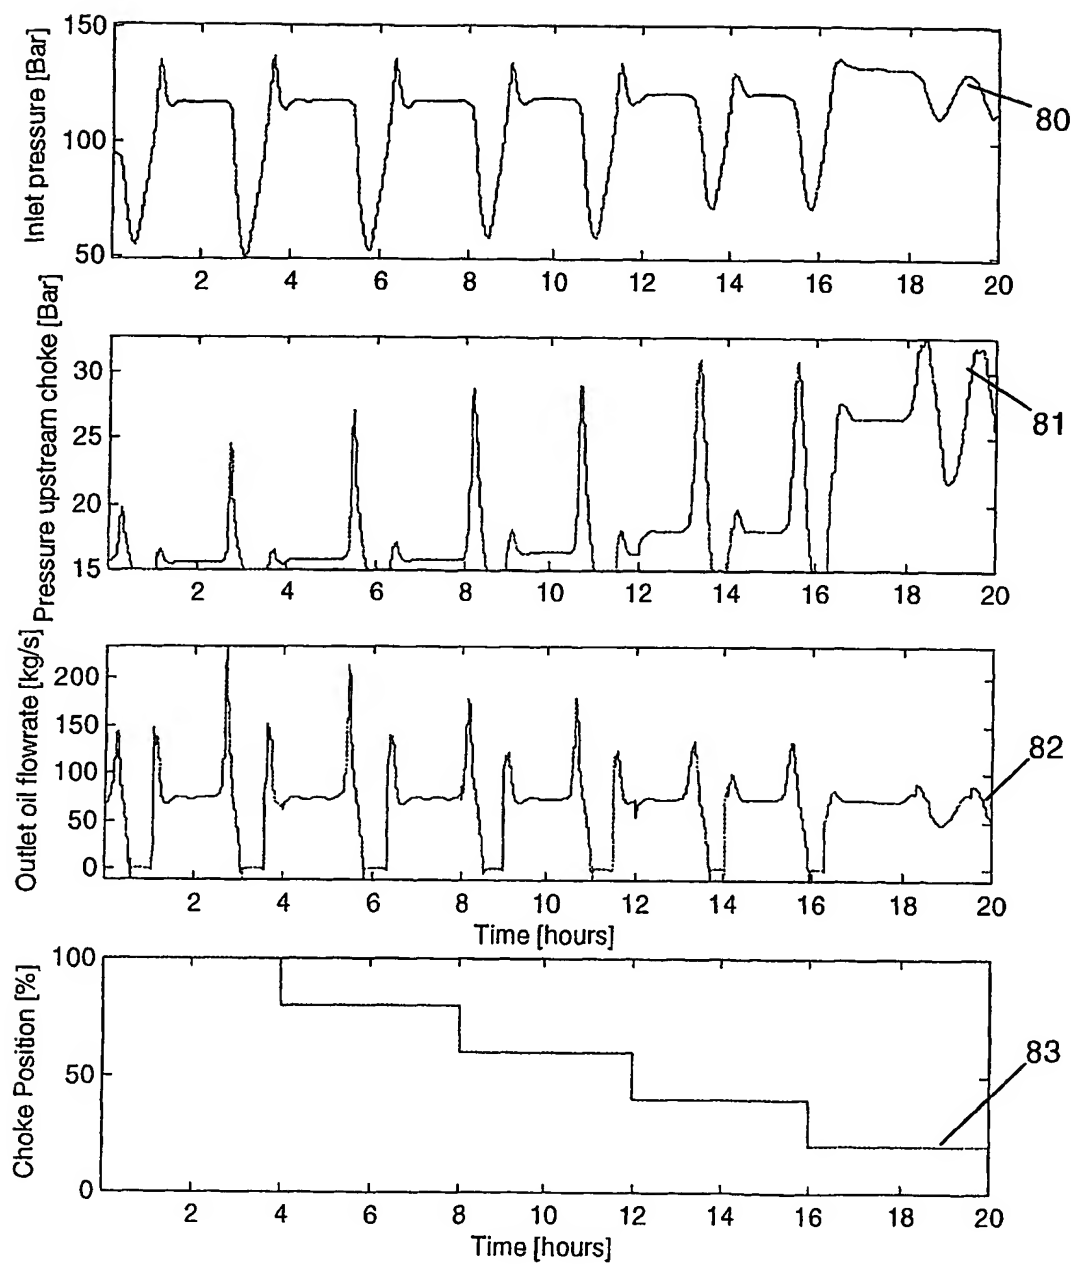 Inlet pressure [Bar]
150
100
50
2 4 6 8 10 12 14 16 18 20
80
Pressure upstream choke [Bar]
30
25
20
15
2 4 6 8 10 12 14 16 18 20
81
Outlet oil flowrate [kg/s]
200
150
100
50
0
2 4 6 8 10 12 14 16 18 20
Time [hours]
82
Choke Position [%]
100
50
0
2 4 6 8 10 12 14 16 18 20
Time [hours]
83